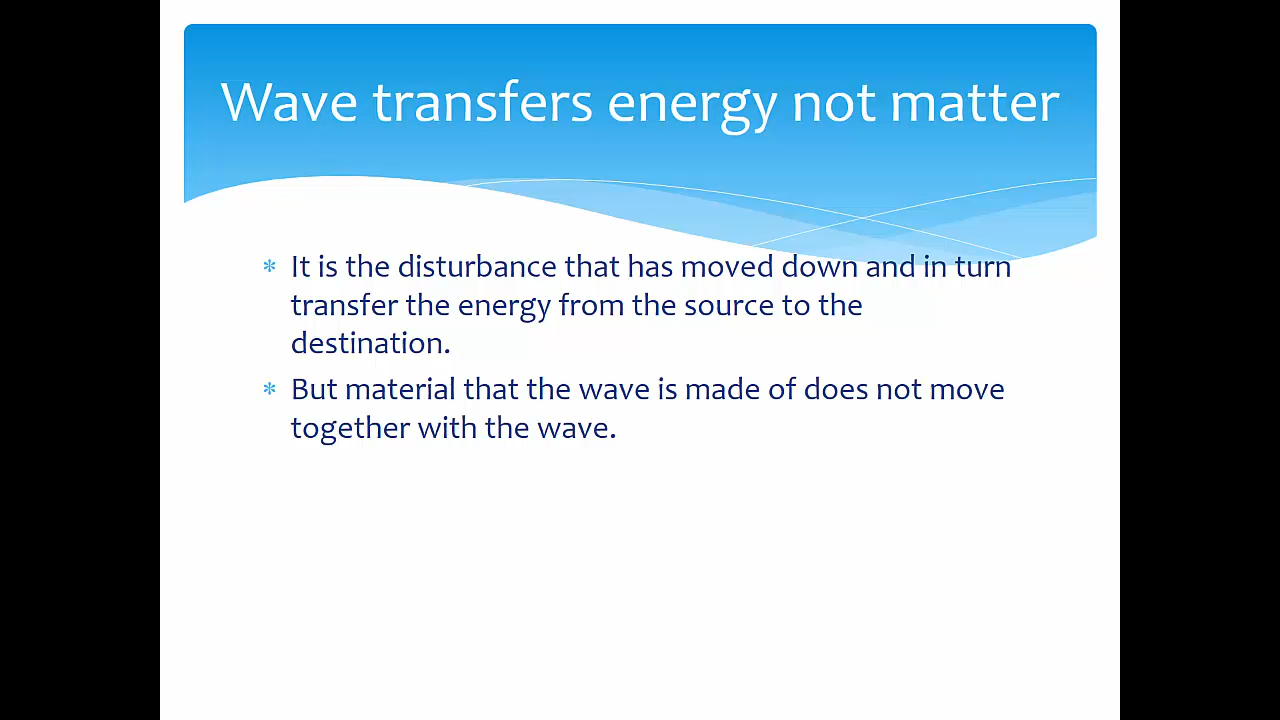 Wave transfers energy not matter
* It is the disturbance that has moved down and in turn
transfer the energy from the source to the
destination.
* But material that the wave is made of does not move
together with the wave.